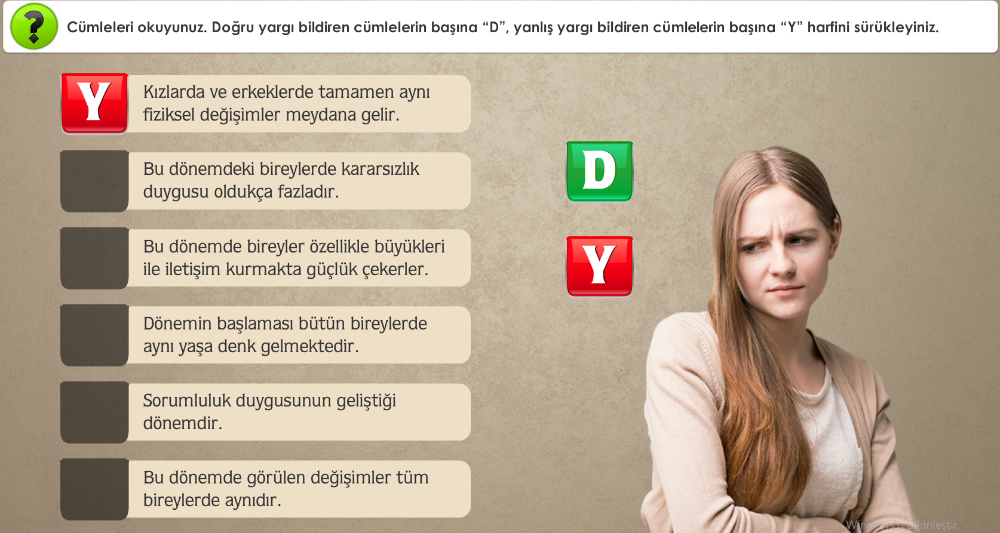 Cümleleri okuyunuz. Doğru yargı bildiren cümlelerin başına “D”, yanlış yargı bildiren cümlelerin başına “Y” harfini sürükleyiniz.
Y
Kızlarda ve erkeklerde tamamen aynı
fiziksel değişimler meydana gelir.
Bu dönemdeki bireylerde kararsızlık
duygusu oldukça fazladır.
Bu dönemde bireyler özellikle büyükleri
ile iletişim kurmakta güçlük çekerler.
Dönemin başlaması bütün bireylerde
aynı yaşa denk gelmektedir.
Sorumluluk duygusunun geliştiği
dönemdir.
Bu dönemde görülen değişimler tüm
bireylerde aynıdır.
D
Y
Windows'u Etkinleştir